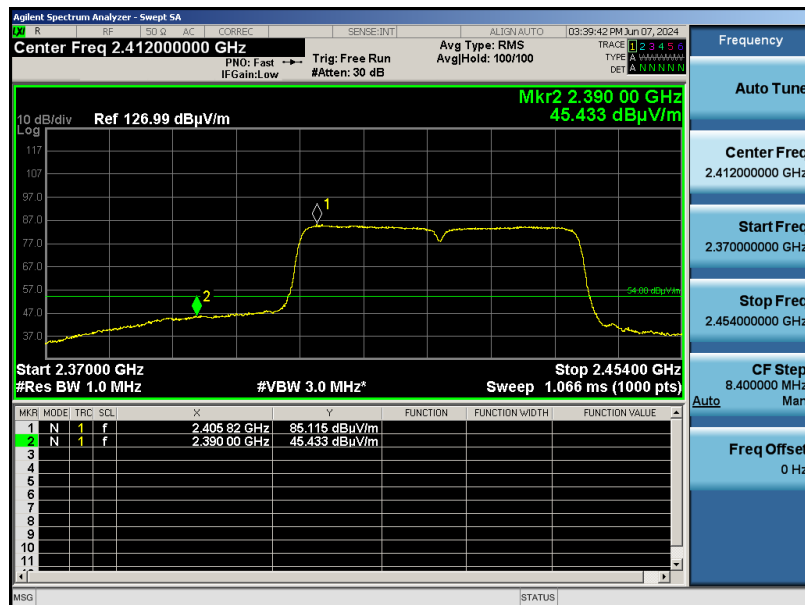 Agilent Spectrum Analyzer - Swept SA
LXI R RF 50 Ω AC CORREC SENSE:INT ALIGN AUTO 03:39:42 PM Jun 07, 2024
Center Freq 2.412000000 GHz
PNO: Fast
IFGain:Low
Trig: Free Run
#Atten: 30 dB
Avg Type: RMS
Avg|Hold: 100/100
TRACE 1 2 3 4 5 6
TYPE A WWWWW
DET A N N N N N
Mkr2 2.390 00 GHz
45.433 dBµV/m
10 dB/div Ref 126.99 dBµV/m
Log
117
107
97.0
87.0
77.0
67.0
57.0
47.0
37.0
1
2
54.00 dBµV/m
Start 2.37000 GHz Stop 2.45400 GHz
#Res BW 1.0 MHz #VBW 3.0 MHz* Sweep 1.066 ms (1000 pts)
MKR MODE TRC SCL X Y FUNCTION FUNCTION WIDTH FUNCTION VALUE
1 N 1 f 2.405 82 GHz 85.115 dBµV/m
2 N 1 f 2.390 00 GHz 45.433 dBµV/m
3
4
5
6
7
8
9
10
11
MSG STATUS
Frequency
Auto Tune
Center Freq
2.412000000 GHz
Start Freq
2.370000000 GHz
Stop Freq
2.454000000 GHz
CF Step
8.400000 MHz
Auto Man
Freq Offset
0 Hz